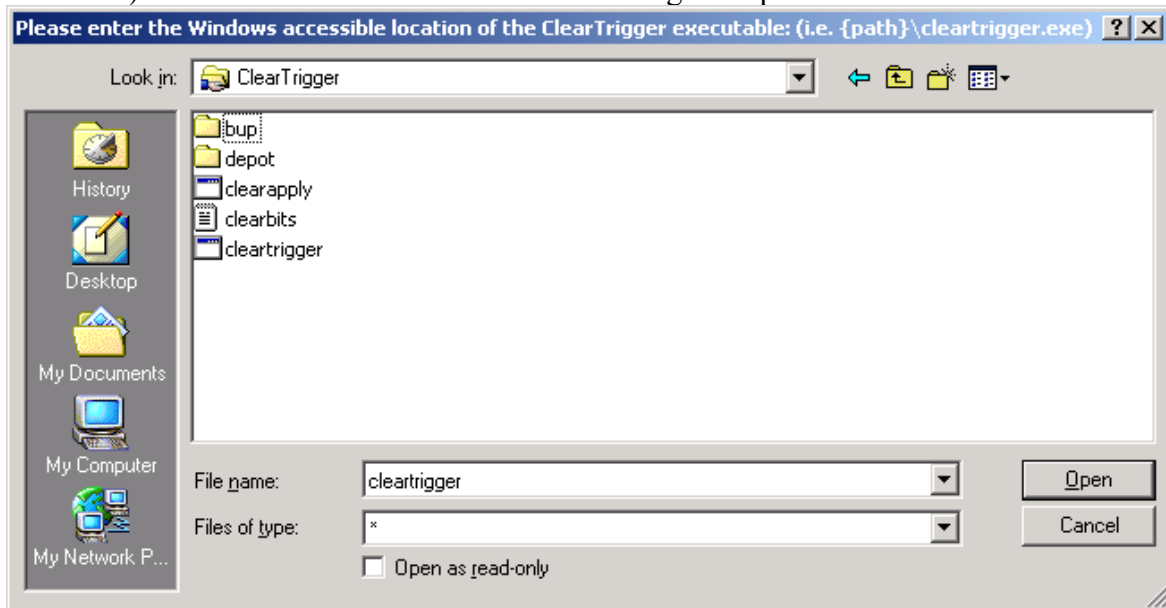 Please enter the Windows accessible location of the ClearTrigger executable: (i.e. {path}\cleartrigger.exe)
Look in: ClearTrigger
bup
depot
clearapply
clearbits
cleartrigger
History
Desktop
My Documents
My Computer
My Network P...
File name: cleartrigger
Open
Files of type: *
Cancel
Open as read-only